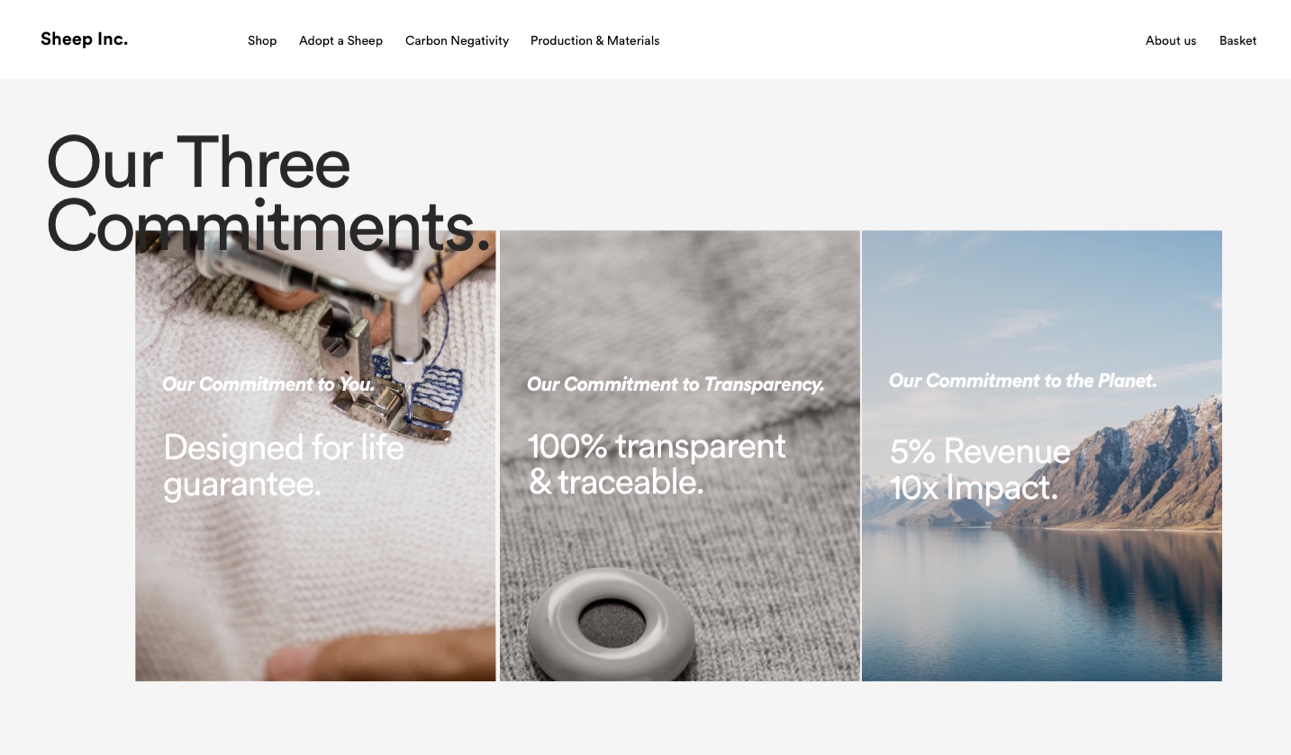 Sheep Inc.
Shop
Adopt a Sheep
Carbon Negativity
Production & Materials
About us
Basket
Our Three
Commitments.
Our Commitment to You.
Designed for life
guarantee.
Our Commitment to Transparency.
100% transparent
& traceable.
Our Commitment to the Planet.
5% Revenue
10x Impact.